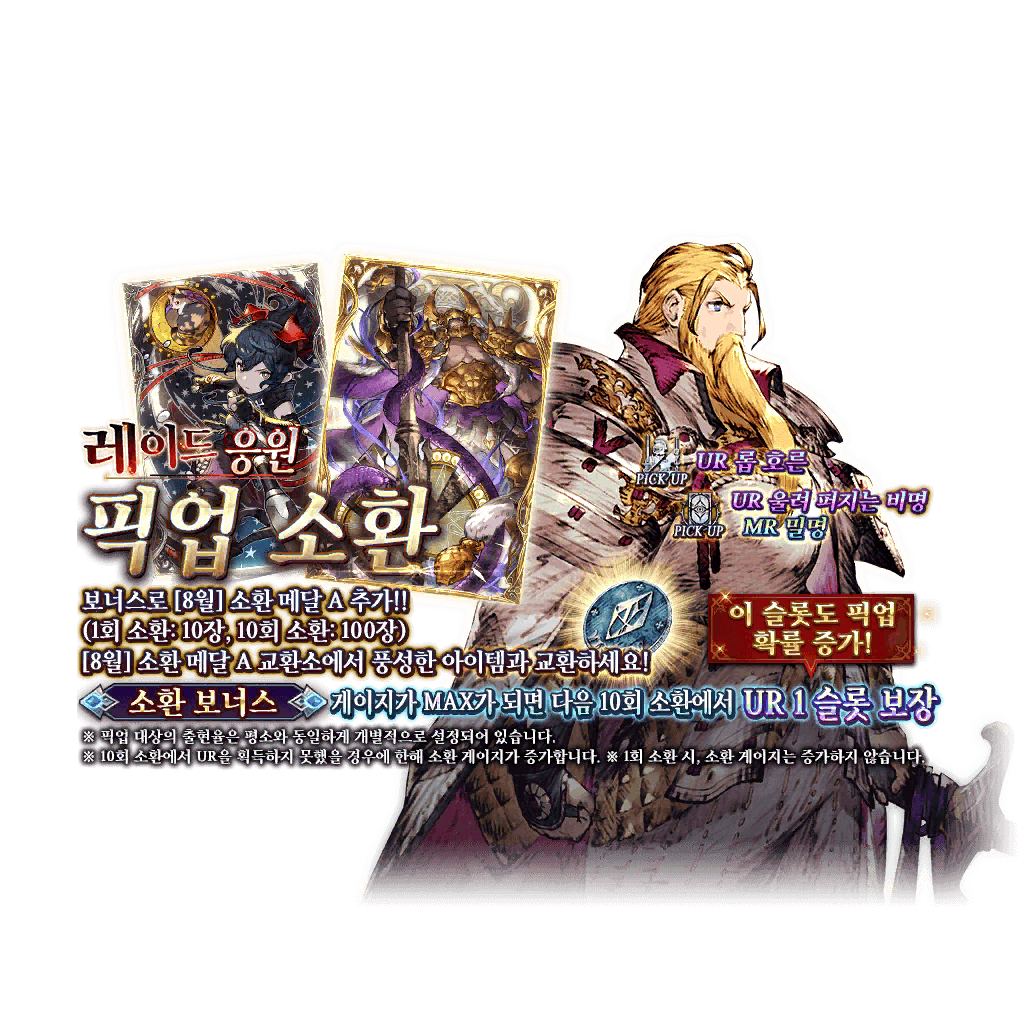 레이드 응원
픽업 소환
PICK UP
UR 롭 호른
PICK UP
UR 울려 퍼지는 비명
MR 밀명
보너스로 [8월] 소환 메달 A 추가!!
(1회 소환: 10장, 10회 소환: 100장)
[8월] 소환 메달 A 교환소에서 풍성한 아이템과 교환하세요!
이 슬롯도 픽업
확률 증가!
소환 보너스 게이지가 MAX가 되면 다음 10회 소환에서 UR 1 슬롯 보장
※ 픽업 대상의 출현율은 평소와 동일하게 개별적으로 설정되어 있습니다.
※ 10회 소환에서 UR을 획득하지 못했을 경우에 한해 소환 게이지가 증가합니다. ※ 1회 소환 시, 소환 게이지는 증가하지 않습니다.